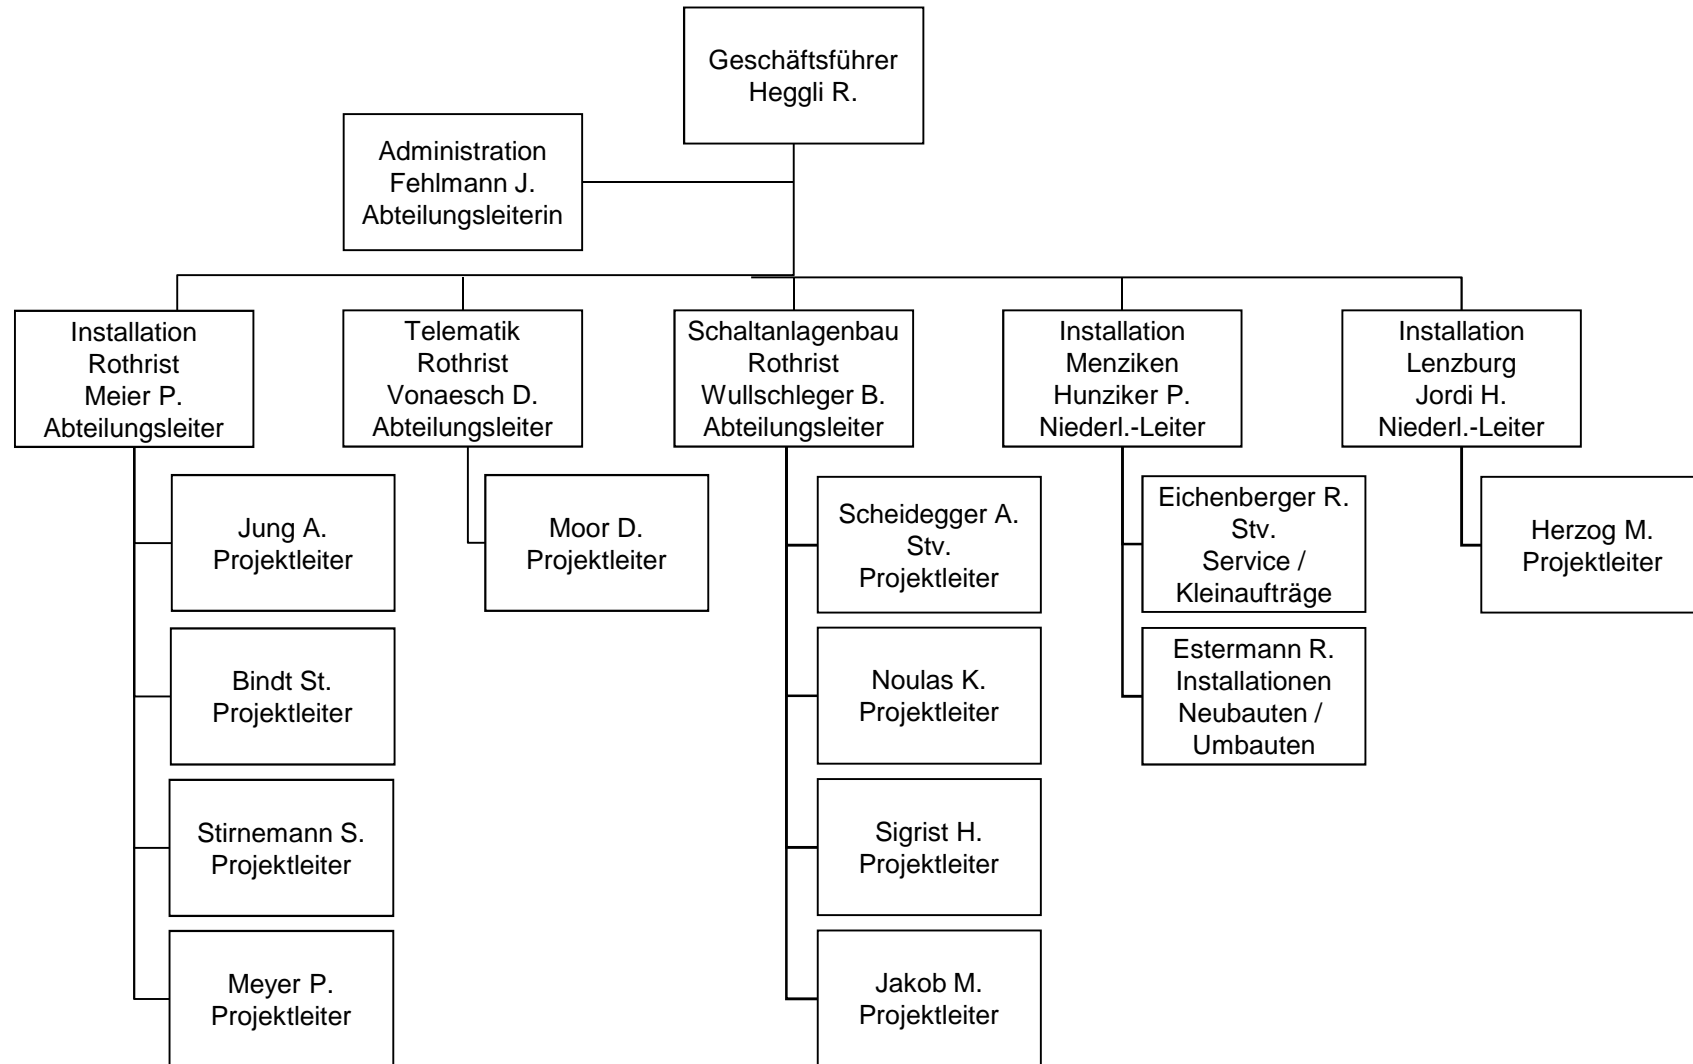 Geschäftsführer
Heggli R.
Administration
Fehlmann J.
Abteilungsleiterin
Installation
Rothrist
Meier P.
Abteilungsleiter
Telematik
Rothrist
Vonaesch D.
Abteilungsleiter
Schaltanlagenbau
Rothrist
Wullschleger B.
Abteilungsleiter
Installation
Menziken
Hunziker P.
Niederl.-Leiter
Installation
Lenzburg
Jordi H.
Niederl.-Leiter
Jung A.
Projektleiter
Bindt St.
Projektleiter
Stirnemann S.
Projektleiter
Meyer P.
Projektleiter
Moor D.
Projektleiter
Scheidegger A.
Stv.
Projektleiter
Noulas K.
Projektleiter
Sigrist H.
Projektleiter
Jakob M.
Projektleiter
Eichenberger R.
Stv.
Service /
Kleinaufträge
Estermann R.
Installationen
Neubauten /
Umbauten
Herzog M.
Projektleiter